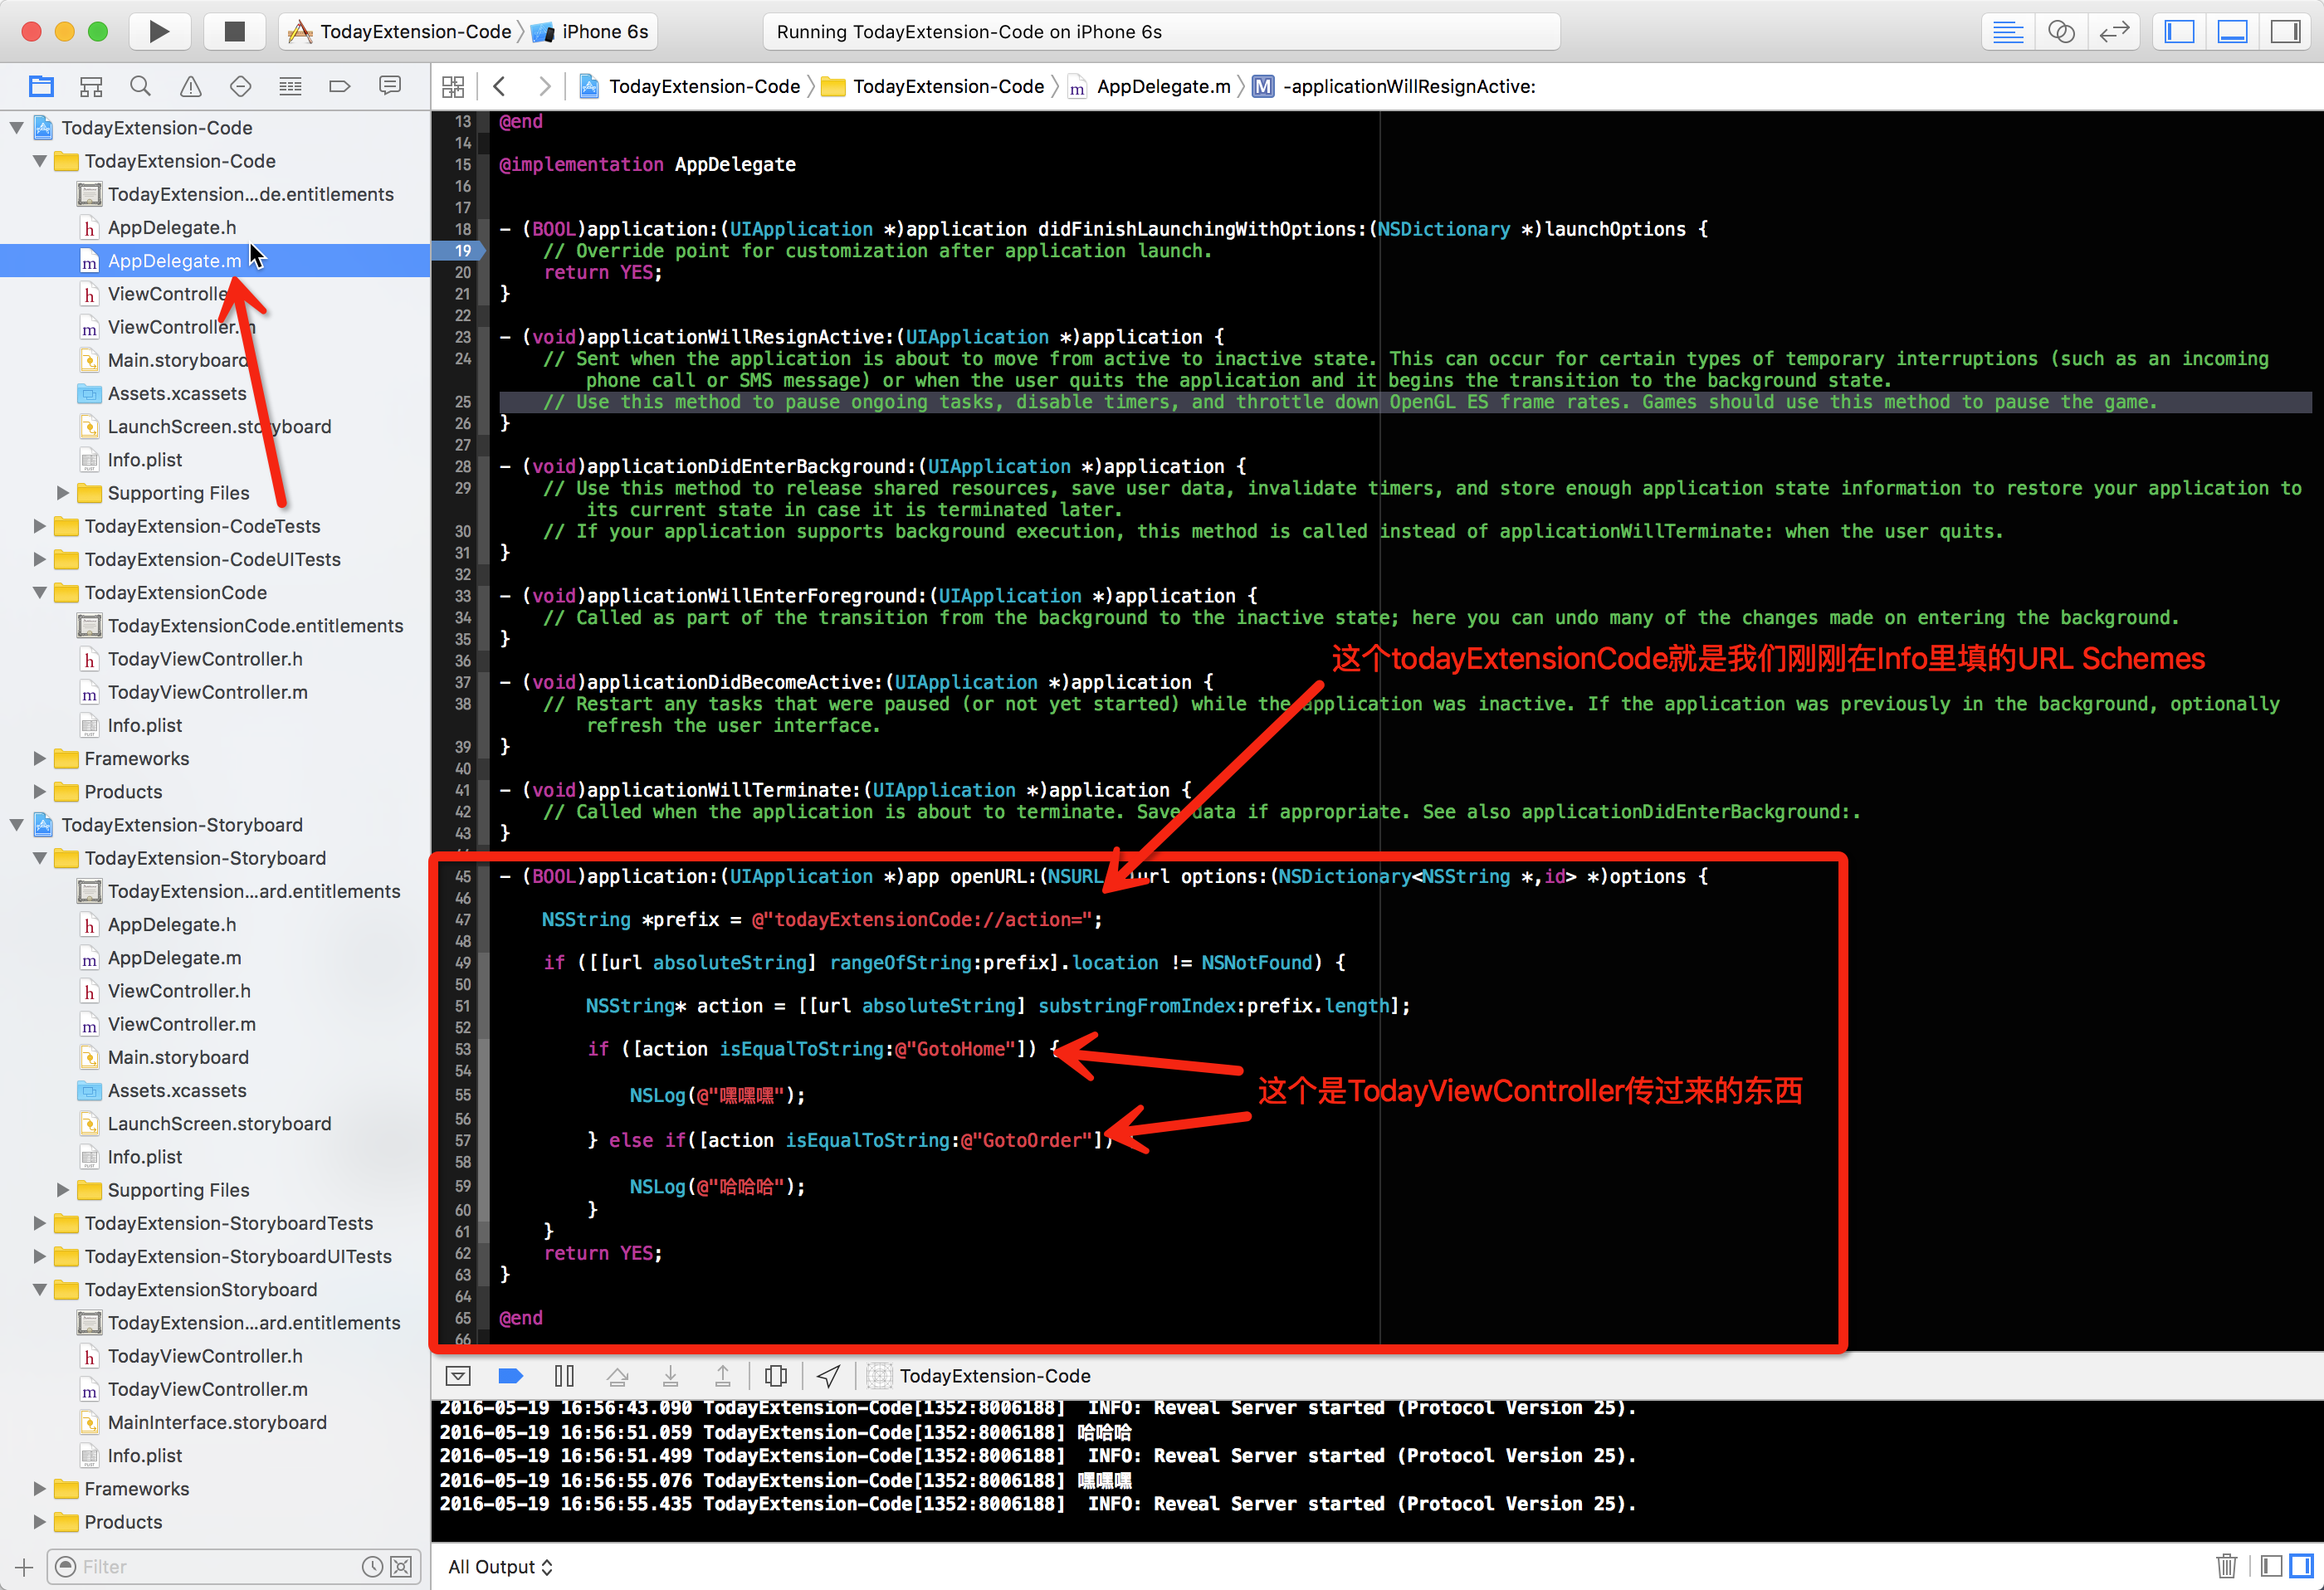 TodayExtension-Code
iPhone 6s
Running TodayExtension-Code on iPhone 6s
TodayExtension-Code
TodayExtension-Code
AppDelegate.m
M
-applicationWillResignActive:
TodayExtension-Code
TodayExtension-Code
TodayExtension...de.entitlements
AppDelegate.h
AppDelegate.m
ViewController.m
Main.storyboard
Assets.xcassets
LaunchScreen.storyboard
Info.plist
Supporting Files
TodayExtension-CodeTests
TodayExtension-CodeUITests
TodayExtensionCode
TodayExtensionCode.entitlements
TodayViewController.h
TodayViewController.m
Info.plist
Frameworks
Products
TodayExtension-Storyboard
TodayExtension-Storyboard
TodayExtension...ard.entitlements
AppDelegate.h
AppDelegate.m
ViewController.h
ViewController.m
Main.storyboard
Assets.xcassets
LaunchScreen.storyboard
Info.plist
Supporting Files
TodayExtension-StoryboardTests
TodayExtension-StoryboardUITests
TodayExtensionStoryboard
TodayExtension...ard.entitlements
TodayViewController.h
TodayViewController.m
MainInterface.storyboard
Info.plist
Frameworks
Products
Filter
13 @end
14
15 @implementation AppDelegate
16
17
18 - (BOOL)application:(UIApplication *)application didFinishLaunchingWithOptions:(NSDictionary *)launchOptions {
19 // Override point for customization after application launch.
20 return YES;
21 }
22
23 - (void)applicationWillResignActive:(UIApplication *)application {
24 // Sent when the application is about to move from active to inactive state. This can occur for certain types of temporary interruptions (such as an incoming
phone call or SMS message) or when the user quits the application and it begins the transition to the background state.
25 // Use this method to pause ongoing tasks, disable timers, and throttle down OpenGL ES frame rates. Games should use this method to pause the game.
26 }
27
28 - (void)applicationDidEnterBackground:(UIApplication *)application {
29 // Use this method to release shared resources, save user data, invalidate timers, and store enough application state information to restore your application to
its current state in case it is terminated later.
30 // If your application supports background execution, this method is called instead of applicationWillTerminate: when the user quits.
31 }
32
33 - (void)applicationWillEnterForeground:(UIApplication *)application {
34 // Called as part of the transition from the background to the inactive state; here you can undo many of the changes made on entering the background.
35 }
36
这个todayExtensionCode就是我们刚刚在Info里填的URL Schemes
37 - (void)applicationDidBecomeActive:(UIApplication *)application {
38 // Restart any tasks that were paused (or not yet started) while the application was inactive. If the application was previously in the background, optionally
refresh the user interface.
39 }
40
41 - (void)applicationWillTerminate:(UIApplication *)application {
42 // Called when the application is about to terminate. Save data if appropriate. See also applicationDidEnterBackground:.
43 }
45 - (BOOL)application:(UIApplication *)app openURL:(NSURL url options:(NSDictionary<NSString *,id> *)options {
46
47 NSString *prefix = @"todayExtensionCode://action=";
48
49 if ([[url absoluteString] rangeOfString:prefix].location != NSNotFound) {
50
51 NSString* action = [[url absoluteString] substringFromIndex:prefix.length];
52
53 if ([action isEqualToString:@"GotoHome"]) {
54
这个是TodayViewController传过来的东西
55 NSLog(@"嘿嘿嘿");
56
57 } else if([action isEqualToString:@"GotoOrder"])
58
59 NSLog(@"哈哈哈");
60 }
61 }
62 return YES;
63 }
64
65 @end
66
TodayExtension-Code
2016-05-19 16:56:43.090 TodayExtension-Code[1352:8006188] INFO: Reveal Server started (Protocol Version 25).
2016-05-19 16:56:51.059 TodayExtension-Code[1352:8006188] 哈哈哈
2016-05-19 16:56:51.499 TodayExtension-Code[1352:8006188] INFO: Reveal Server started (Protocol Version 25).
2016-05-19 16:56:55.076 TodayExtension-Code[1352:8006188] 嘿嘿嘿
2016-05-19 16:56:55.435 TodayExtension-Code[1352:8006188] INFO: Reveal Server started (Protocol Version 25).
All Output